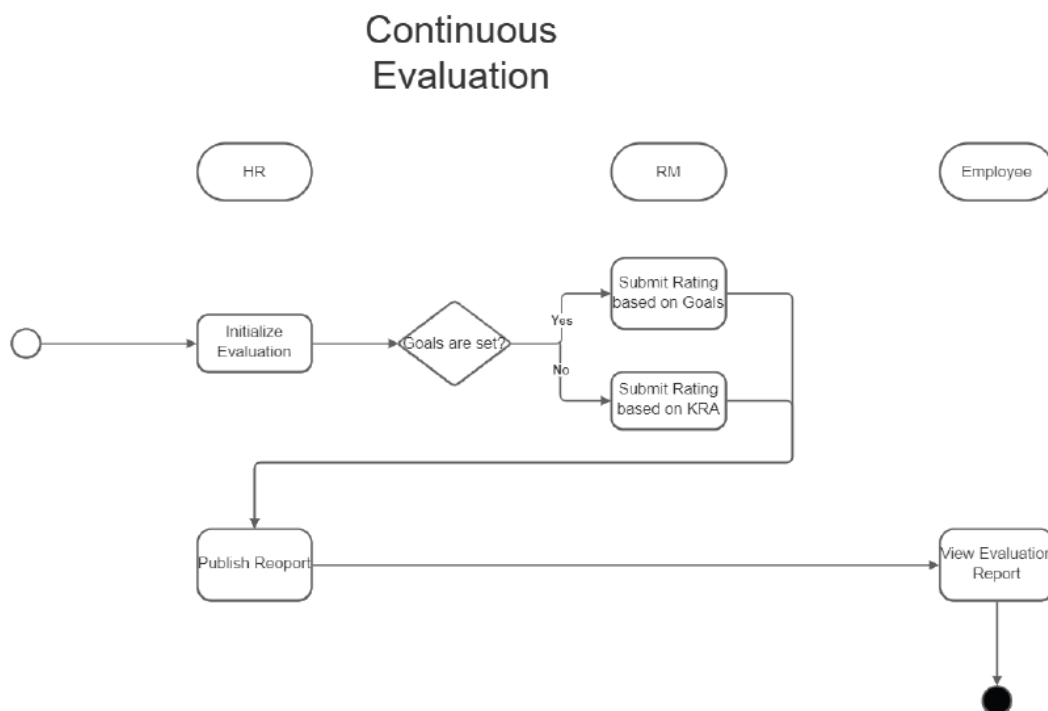 Continuous
Evaluation
HR
RM
Employee
Submit Rating
based on Goals
Initialize
Evaluation
Goals are set?
Yes
No
Submit Rating
based on KRA
Publish Reoport
View Evaluation
Report